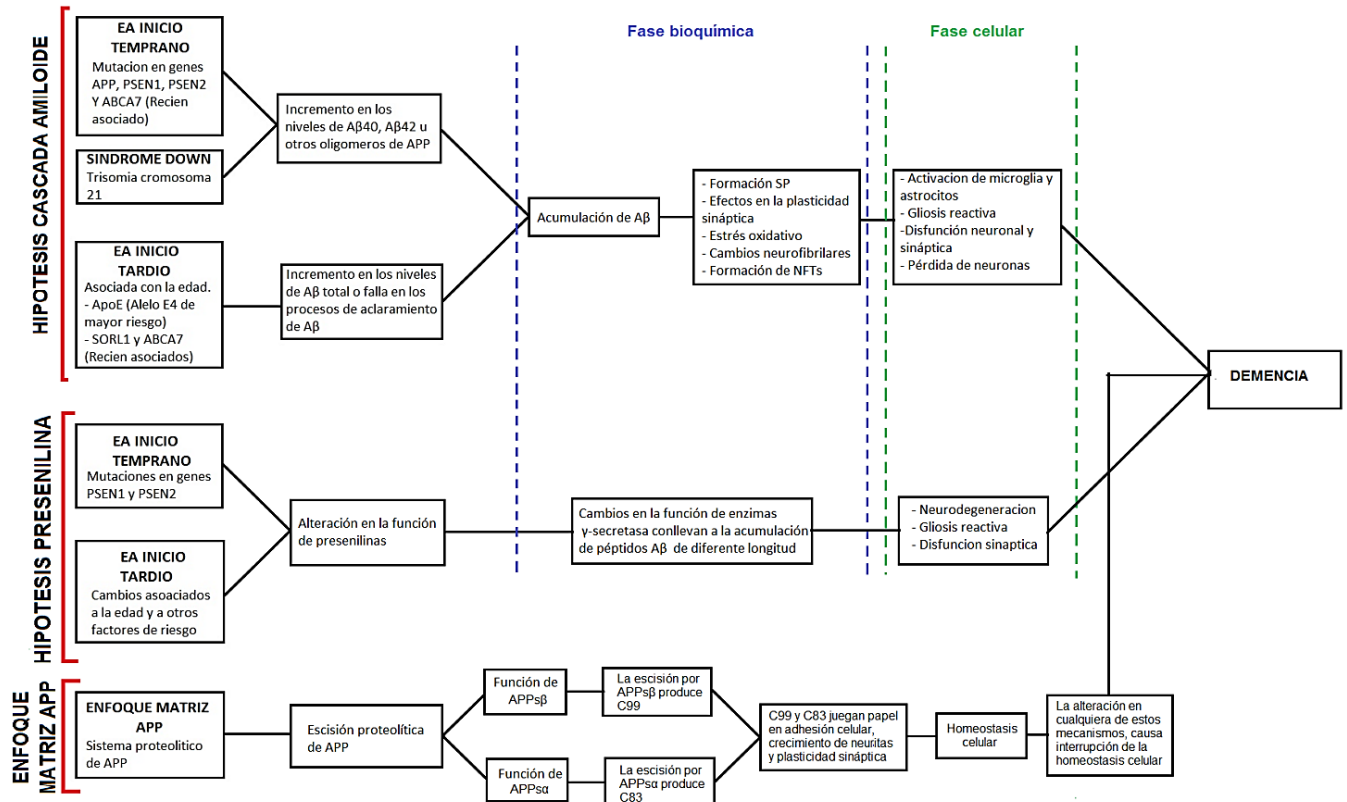 HIPOTESIS CASCADA AMILOIDE
EA INICIO
TEMPRANO
Mutacion en genes
APP, PSEN1, PSEN2
Y ABCA7 (Recien
asociado)
SINDROME DOWN
Trisomia cromosoma
21
EA INICIO
TARDIO
Asociada con la edad.
- ApoE (Alelo E4 de
mayor riesgo)
- SORL1 y ABCA7
(Recien asociados)
Incremento en los
niveles de Aβ40, Aβ42 u
otros oligomeros de APP
Incremento en los niveles
de Aβ total o falla en los
procesos de aclaramiento
de Aβ
Fase bioquímica
Fase celular
Acumulación de Aβ
- Formación SP
- Efectos en la plasticidad
sináptica
- Estrés oxidativo
- Cambios neurofibrilares
- Formación de NFTs
- Activacion de microglia y
astrocitos
- Gliosis reactiva
-Disfunción neuronal y
sináptica
- Pérdida de neuronas
DEMENCIA
HIPOTESIS PRESENILINA
EA INICIO
TEMPRANO
Mutaciones en genes
PSEN1 y PSEN2
EA INICIO
TARDIO
Cambios asoaciados
a la edad y a otros
factores de riesgo
Alteración en la función
de presenilinas
Cambios en la función de enzimas
γ-secretasa conllevan a la acumulación
de péptidos Aβ de diferente longitud
- Neurodegeneracion
- Gliosis reactiva
- Disfuncion sinaptica
ENFOQUE
MATRIZ APP
ENFOQUE MATRIZ
APP
Sistema proteolitico
de APP
Escisión proteolítica
de APP
Función de
APPsβ
La escisión por
APPsβ produce
C99
Función de
APPsα
La escisión por
APPsα produce
C83
C99 y C83 juegan papel
en adhesión celular,
crecimiento de neuritas
y plasticidad sináptica
Homeostasis
celular
La alteración en
cualquiera de estos
mecanismos, causa
interrupción de la
homeostasis celular